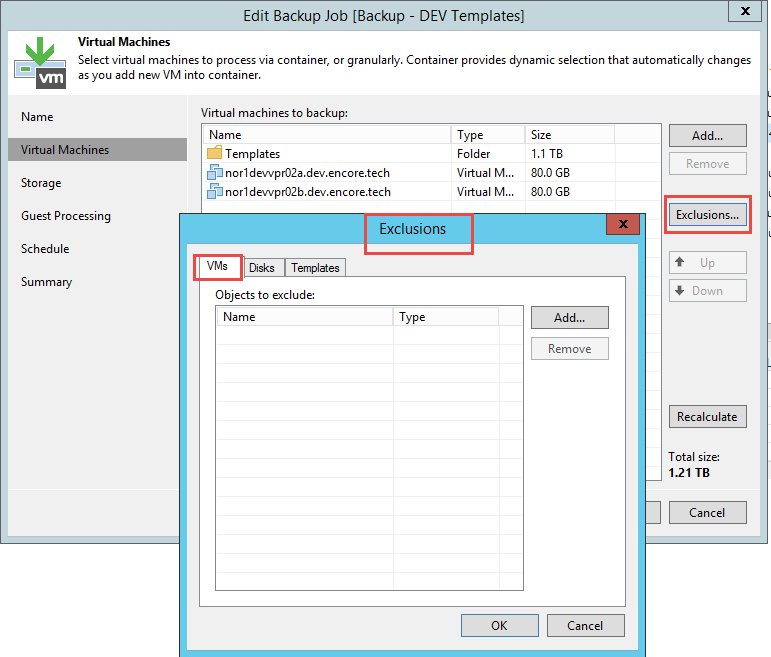 Edit Backup Job [Backup - DEV Templates]
X
Virtual Machines
Select virtual machines to process via container, or granularly. Container provides dynamic selection that automatically changes
as you add new VM into container.
vm
Name
Virtual Machines
Storage
Guest Processing
Schedule
Summary
Virtual machines to backup:
Name Type Size
Templates Folder 1.1 TB
nor1devvpr02a.dev.encore.tech Virtual M... 80.0 GB
nor1devvpr02b.dev.encore.tech Virtual M... 80.0 GB
Add...
Remove
Exclusions...
Up
Down
Recalculate
Total size:
1.21 TB
Cancel
Exclusions
X
VMs Disks Templates
Objects to exclude:
Name Type
Add...
Remove
OK Cancel